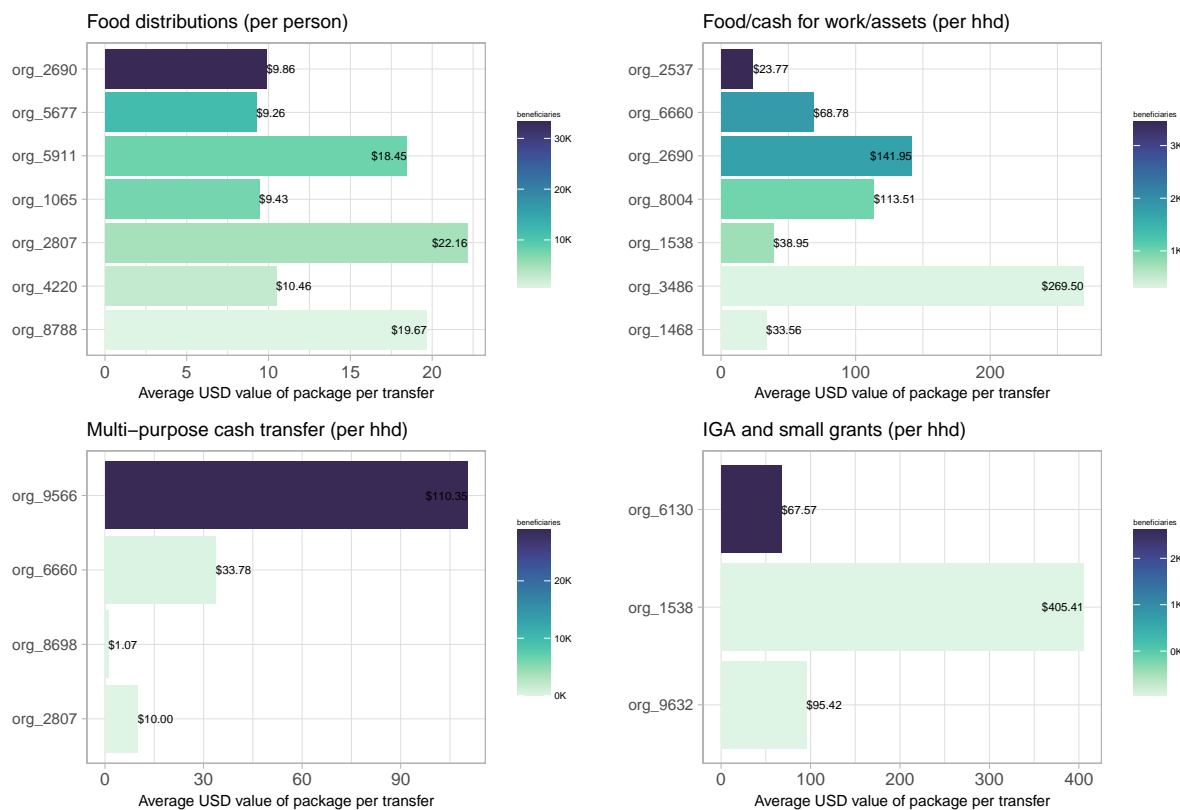 Food distributions (per person)
org_2690
org_5677
org_5911
org_1065
org_2807
org_4220
org_8788
$9.86
$9.26
$18.45
$9.43
$22.16
$10.46
$19.67
0
5
10
15
20
Average USD value of package per transfer
beneficiaries
30K
20K
10K
Food/cash for work/assets (per hhd)
org_2537
org_6660
org_2690
org_8004
org_1538
org_3486
org_1468
$23.77
$68.78
$141.95
$113.51
$38.95
$269.50
$33.56
0
100
200
Average USD value of package per transfer
beneficiaries
3K
2K
1K
Multi−purpose cash transfer (per hhd)
org_9566
org_6660
org_8698
org_2807
$110.35
$33.78
$1.07
$10.00
0
30
60
90
Average USD value of package per transfer
beneficiaries
20K
10K
0K
IGA and small grants (per hhd)
org_6130
org_1538
org_9632
$67.57
$405.41
$95.42
0
100
200
300
400
Average USD value of package per transfer
beneficiaries
2K
1K
0K